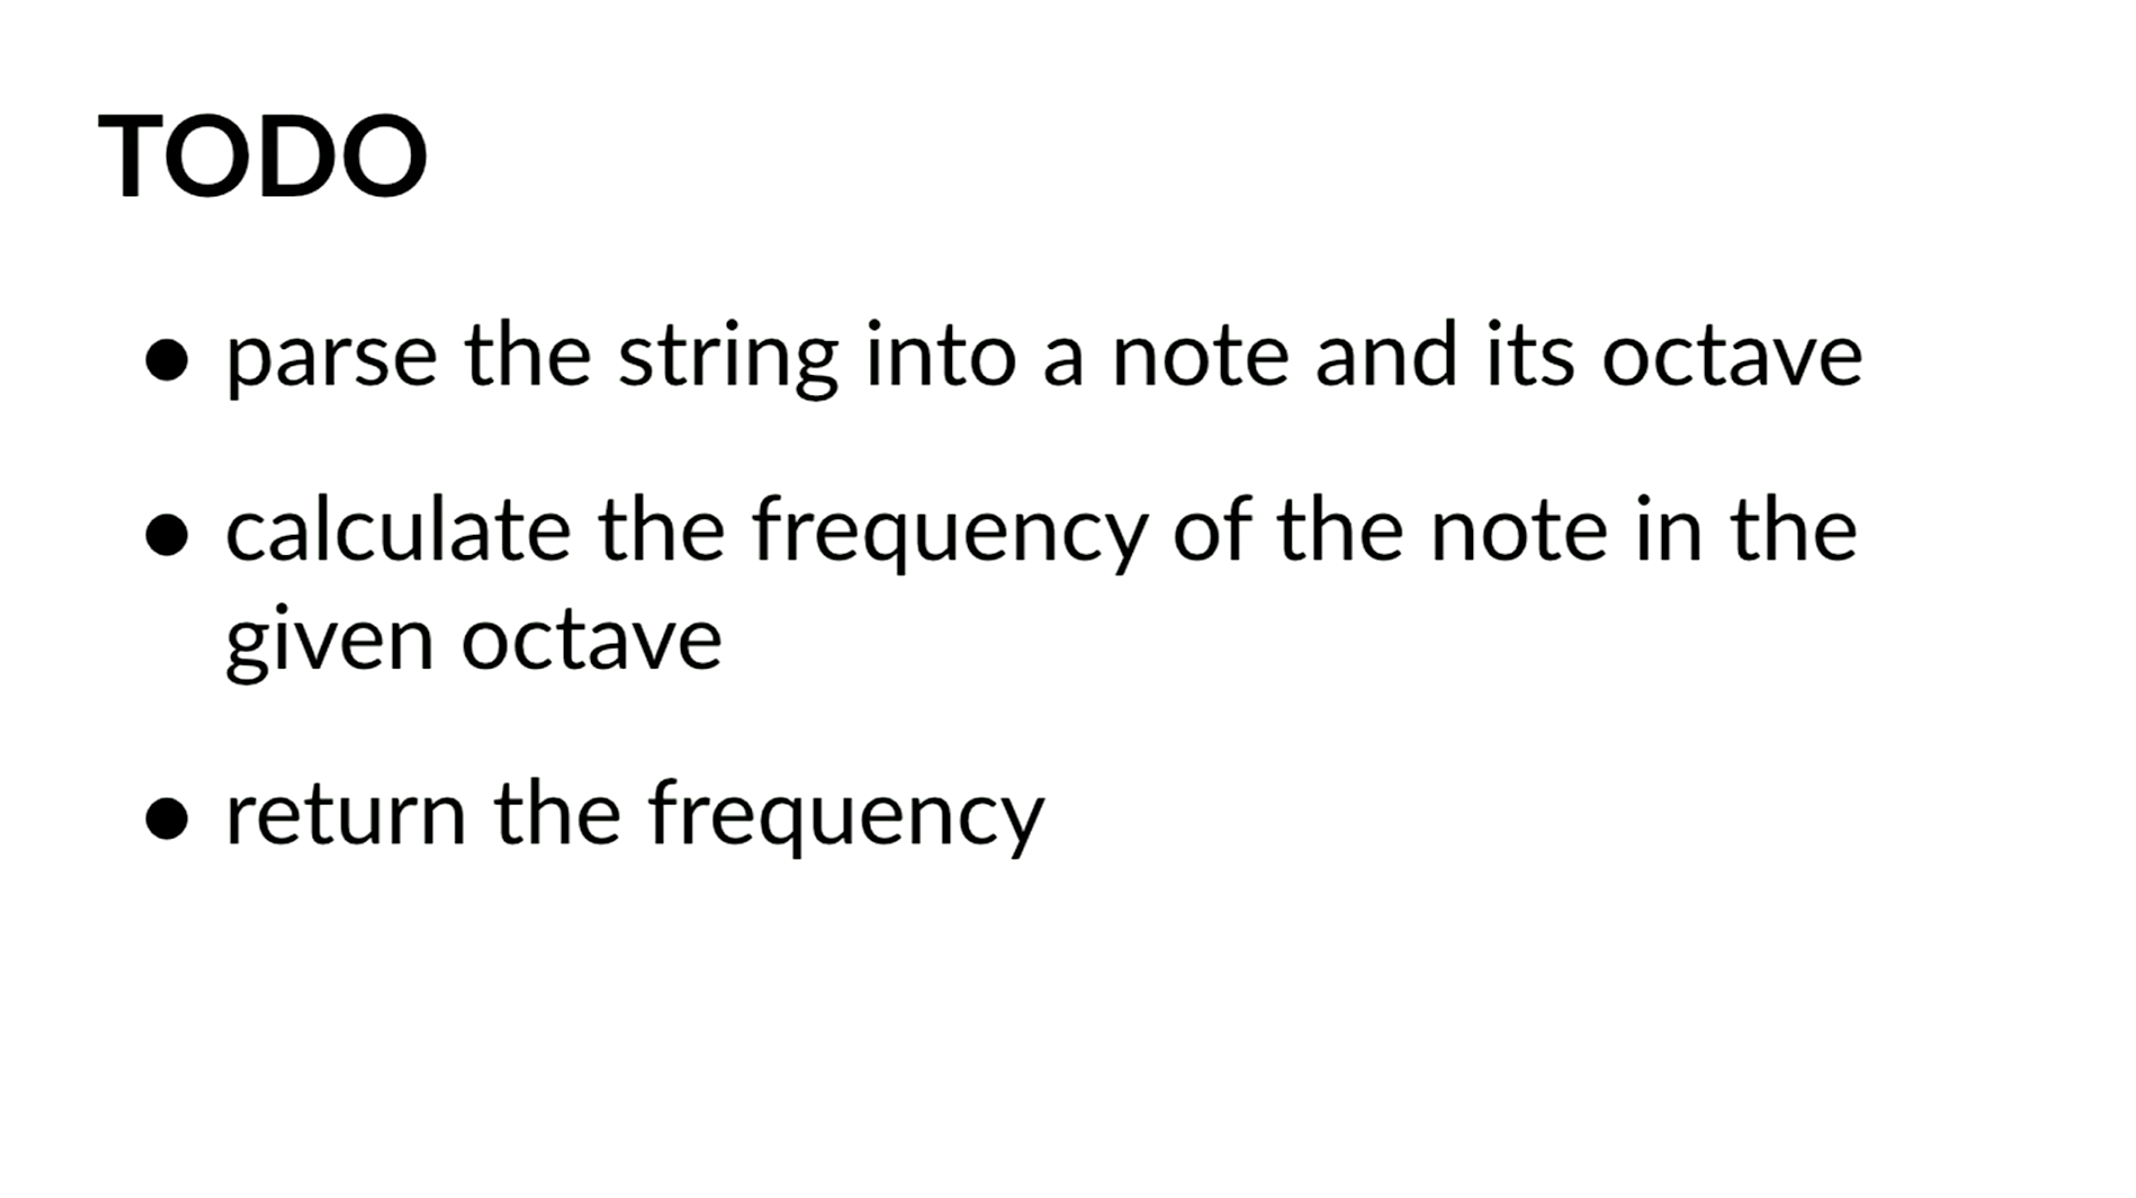 TODO
● parse the string into a note and its octave
● calculate the frequency of the note in the
given octave
● return the frequency